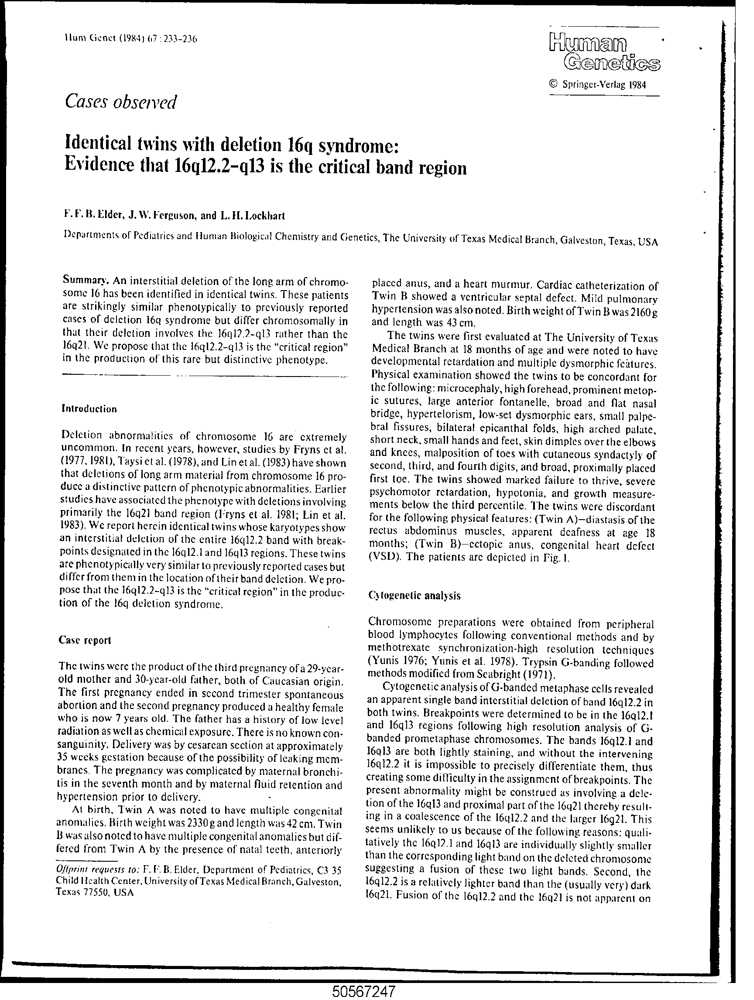 Hum Genet (1984) 67:233-236
Human
Genetics
© Springer-Verlag 1984
Cases observed
Identical twins with deletion 16q syndrome:
Evidence that 16q12.2-q13 is the critical band region
F. F. B. Elder, J. W. Ferguson, and L. H. Lockhart
Departments of Pediatrics and Human Biological Chemistry and Genetics, The University of Texas Medical Branch, Galveston, Texas, USA
Summary. An interstitial deletion of the long arm of chromo-
some 16 has been identified in identical twins. These patients
are strikingly similar phenotypically to previously reported
cases of deletion 16q syndrome but differ chromosomally in
that their deletion involves the 16q12.2-q13 rather than the
16q21. We propose that the 16q12.2-q13 is the "critical region"
in the production of this rare but distinctive phenotype.
Introduction
Deletion abnormalities of chromosome 16 are extremely
uncommon. In recent years, however, studies by Fryns et al.
(1977, 1981), Taysi et al. (1978), and Lin et al. (1983) have shown
that deletions of long arm material from chromosome 16 pro-
duce a distinctive pattern of phenotypic abnormalities. Earlier
studies have associated the phenotype with deletions involving
primarily the 16q21 band region (Fryns et al. 1981; Lin et al.
1983). We report herein identical twins whose karyotypes show
an interstitial deletion of the entire 16q12.2 band with break-
points designated in the 16q12.1 and 16q13 regions. These twins
are phenotypically very similar to previously reported cases but
differ from them in the location of their band deletion. We pro-
pose that the 16q12.2-q13 is the "critical region" in the produc-
tion of the 16q deletion syndrome.
Case report
The twins were the product of the third pregnancy of a 29-year-
old mother and 30-year-old father, both of Caucasian origin.
The first pregnancy ended in second trimester spontaneous
abortion and the second pregnancy produced a healthy female
who is now 7 years old. The father has a history of low level
radiation as well as chemical exposure. There is no known con-
sanguinity. Delivery was by cesarean section at approximately
35 weeks gestation because of the possibility of leaking mem-
branes. The pregnancy was complicated by maternal bronchi-
tis in the seventh month and by maternal fluid retention and
hypertension prior to delivery.
At birth, Twin A was noted to have multiple congenital
anomalies. Birth weight was 2330 g and length was 42 cm. Twin
B was also noted to have multiple congenital anomalies but dif-
fered from Twin A by the presence of natal teeth, anteriorly
Offprint requests to: F. F. B. Elder, Department of Pediatrics, C3 35
Child Health Center, University of Texas Medical Branch, Galveston,
Texas 77550, USA
placed anus, and a heart murmur. Cardiac catheterization of
Twin B showed a ventricular septal defect. Mild pulmonary
hypertension was also noted. Birth weight of Twin B was 2160 g
and length was 43 cm.
The twins were first evaluated at The University of Texas
Medical Branch at 18 months of age and were noted to have
developmental retardation and multiple dysmorphic features.
Physical examination showed the twins to be concordant for
the following: microcephaly, high forehead, prominent metop-
ic sutures, large anterior fontanelle, broad and flat nasal
bridge, hypertelorism, low-set dysmorphic ears, small palpe-
bral fissures, bilateral epicanthal folds, high arched palate,
short neck, small hands and feet, skin dimples over the elbows
and knees, malposition of toes with cutaneous syndactyly of
second, third, and fourth digits, and broad, proximally placed
first toe. The twins showed marked failure to thrive, severe
psychomotor retardation, hypotonia, and growth measure-
ments below the third percentile. The twins were discordant
for the following physical features: (Twin A)—diastasis of the
rectus abdominus muscles, apparent deafness at age 18
months; (Twin B)—ectopic anus, congenital heart defect
(VSD). The patients are depicted in Fig. 1.
Cytogenetic analysis
Chromosome preparations were obtained from peripheral
blood lymphocytes following conventional methods and by
methotrexate synchronization-high resolution techniques
(Yunis 1976; Yunis et al. 1978). Trypsin G-banding followed
methods modified from Seabright (1971).
Cytogenetic analysis of G-banded metaphase cells revealed
an apparent single band interstitial deletion of band 16q12.2 in
both twins. Breakpoints were determined to be in the 16q12.1
and 16q13 regions following high resolution analysis of G-
banded prometaphase chromosomes. The bands 16q12.1 and
16q13 are both lightly staining, and without the intervening
16q12.2 it is impossible to precisely differentiate them, thus
creating some difficulty in the assignment of breakpoints. The
present abnormality might be construed as involving a dele-
tion of the 16q13 and proximal part of the 16q21 thereby result-
ing in a coalescence of the 16q12.2 and the larger 16q21. This
seems unlikely to us because of the following reasons: quali-
tatively the 16q12.1 and 16q13 are individually slightly smaller
than the corresponding light band on the deleted chromosome
suggesting a fusion of these two light bands. Second, the
16q12.2 is a relatively lighter band than the (usually very) dark
16q21. Fusion of the 16q12.2 and the 16q21 is not apparent on
50567247